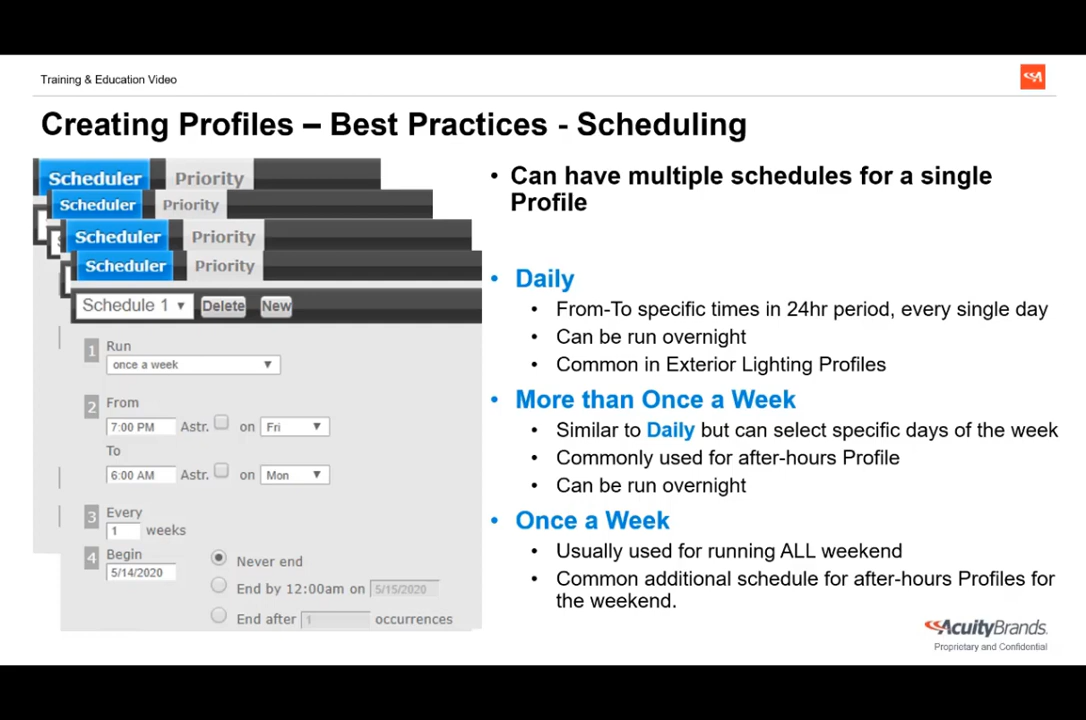 Training & Education Video
Creating Profiles – Best Practices - Scheduling
Scheduler Priority
Scheduler Priority
Scheduler Priority
Scheduler Priority
Schedule 1 Delete New
1 Run
once a week
2 From
7:00 PM Astr. on Fri
To
6:00 AM Astr. on Mon
3 Every
1 weeks
4 Begin
5/14/2020
Never end
End by 12:00am on 5/15/2020
End after 1 occurrences
• Can have multiple schedules for a single
Profile
• Daily
• From-To specific times in 24hr period, every single day
• Can be run overnight
• Common in Exterior Lighting Profiles
• More than Once a Week
• Similar to Daily but can select specific days of the week
• Commonly used for after-hours Profile
• Can be run overnight
• Once a Week
• Usually used for running ALL weekend
• Common additional schedule for after-hours Profiles for
the weekend.
AcuityBrands.
Proprietary and Confidential